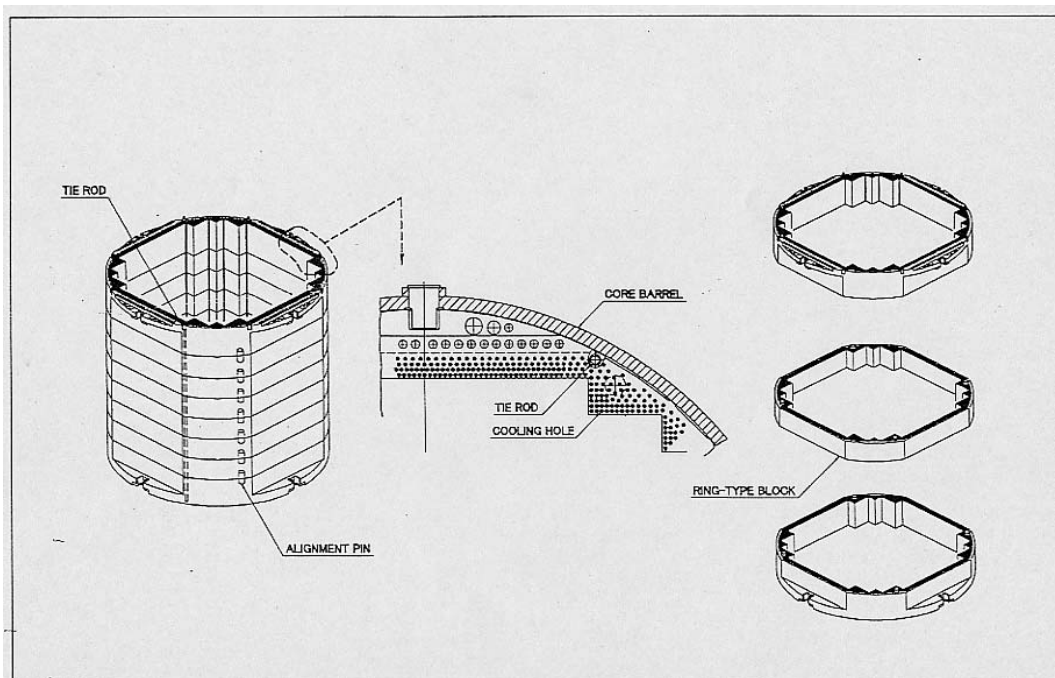 TIE ROD
CORE BARREL
TIE ROD
COOLING HOLE
RING-TYPE BLOCK
ALIGNMENT PIN